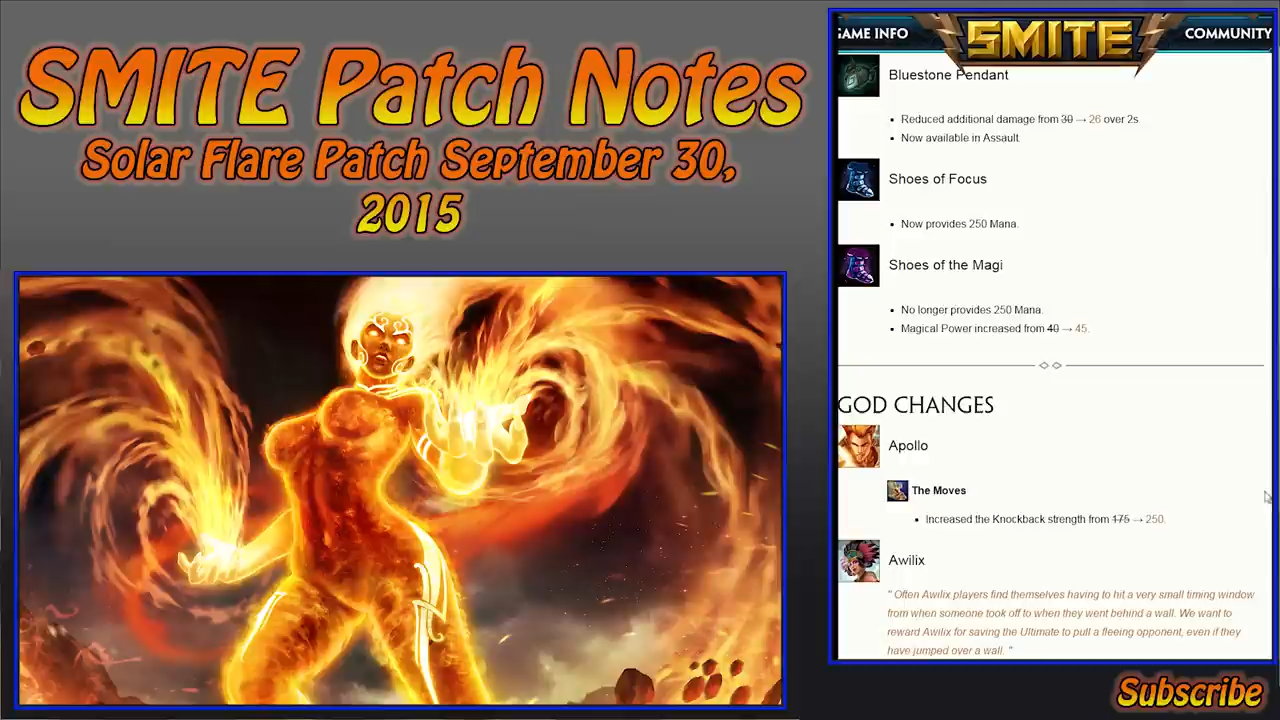 SMITE Patch Notes
Solar Flare Patch September 30,
2015
GAME INFO
SMITE
COMMUNITY
Bluestone Pendant
Reduced additional damage from 30 → 26 over 2s.
Now available in Assault.
Shoes of Focus
Now provides 250 Mana.
Shoes of the Magi
No longer provides 250 Mana.
Magical Power increased from 40 → 45.
GOD CHANGES
Apollo
The Moves
Increased the Knockback strength from 175 → 250.
Awilix
" Often Awilix players find themselves having to hit a very small timing window
from when someone took off to when they went behind a wall. We want to
reward Awilix for saving the Ultimate to pull a fleeing opponent, even if they
have jumped over a wall. "
Subscribe